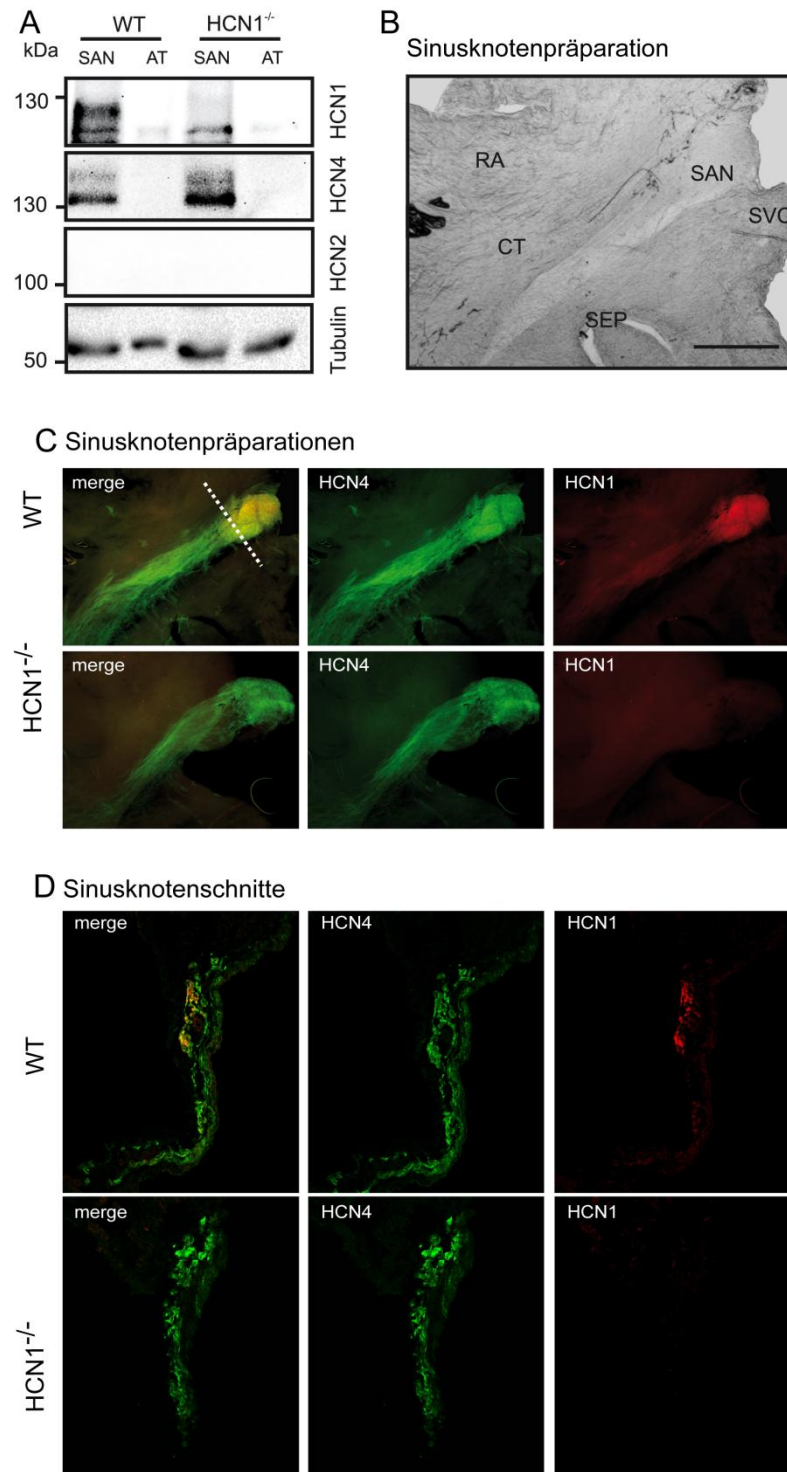 A
WT HCN1-/-
kDa SAN AT SAN AT
130 HCN1
130 HCN4
100 HCN2
50 Tubulin
B
Sinusknotenpräparation
RA
SAN
SVC
CT
SEP
C Sinusknotenpräparationen
WT
merge HCN4 HCN1
HCN1-/-
merge HCN4 HCN1
D Sinusknotenschnitte
WT
merge HCN4 HCN1
HCN1-/-
merge HCN4 HCN1